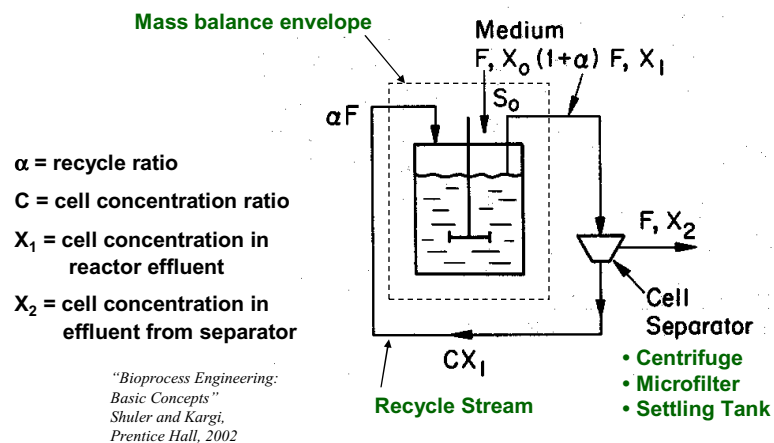 Mass balance envelope
Medium
F, X₀ (1+α) F, X₁
S₀
αF
α = recycle ratio
C = cell concentration ratio
X₁ = cell concentration in
reactor effluent
X₂ = cell concentration in
effluent from separator
F, X₂
Cell
Separator
CX₁
• Centrifuge
• Microfilter
• Settling Tank
Recycle Stream
"Bioprocess Engineering:
Basic Concepts"
Shuler and Kargi,
Prentice Hall, 2002